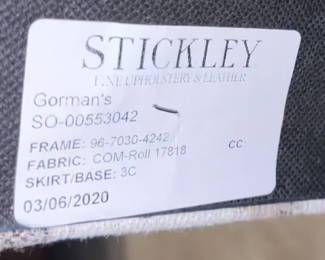 STICKLEY
FINE UPHOLSTERY & LEATHER
Gorman's
SO-00553042
FRAME: 96-7030-4242
FABRIC: COM-Roll 17818 CC:
SKIRT/BASE: 3C
03/06/2020